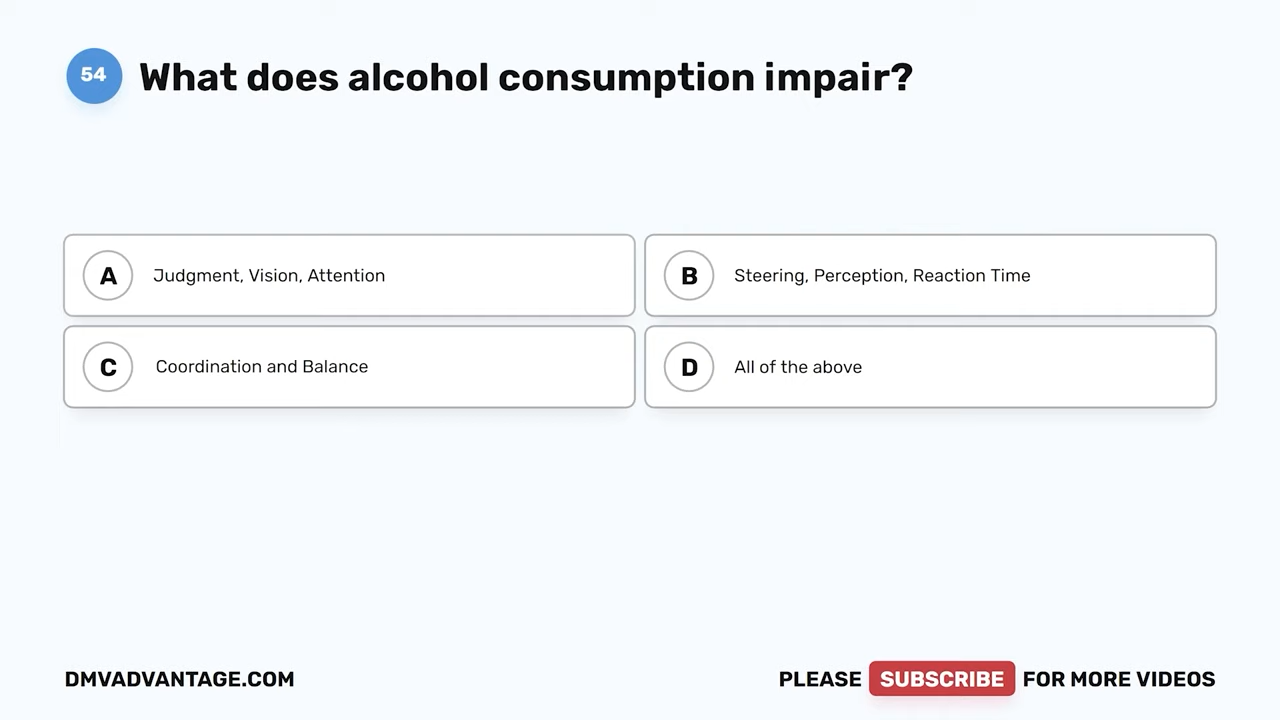 54 What does alcohol consumption impair?
A Judgment, Vision, Attention
B Steering, Perception, Reaction Time
C Coordination and Balance
D All of the above
DMVADVANTAGE.COM
PLEASE SUBSCRIBE FOR MORE VIDEOS